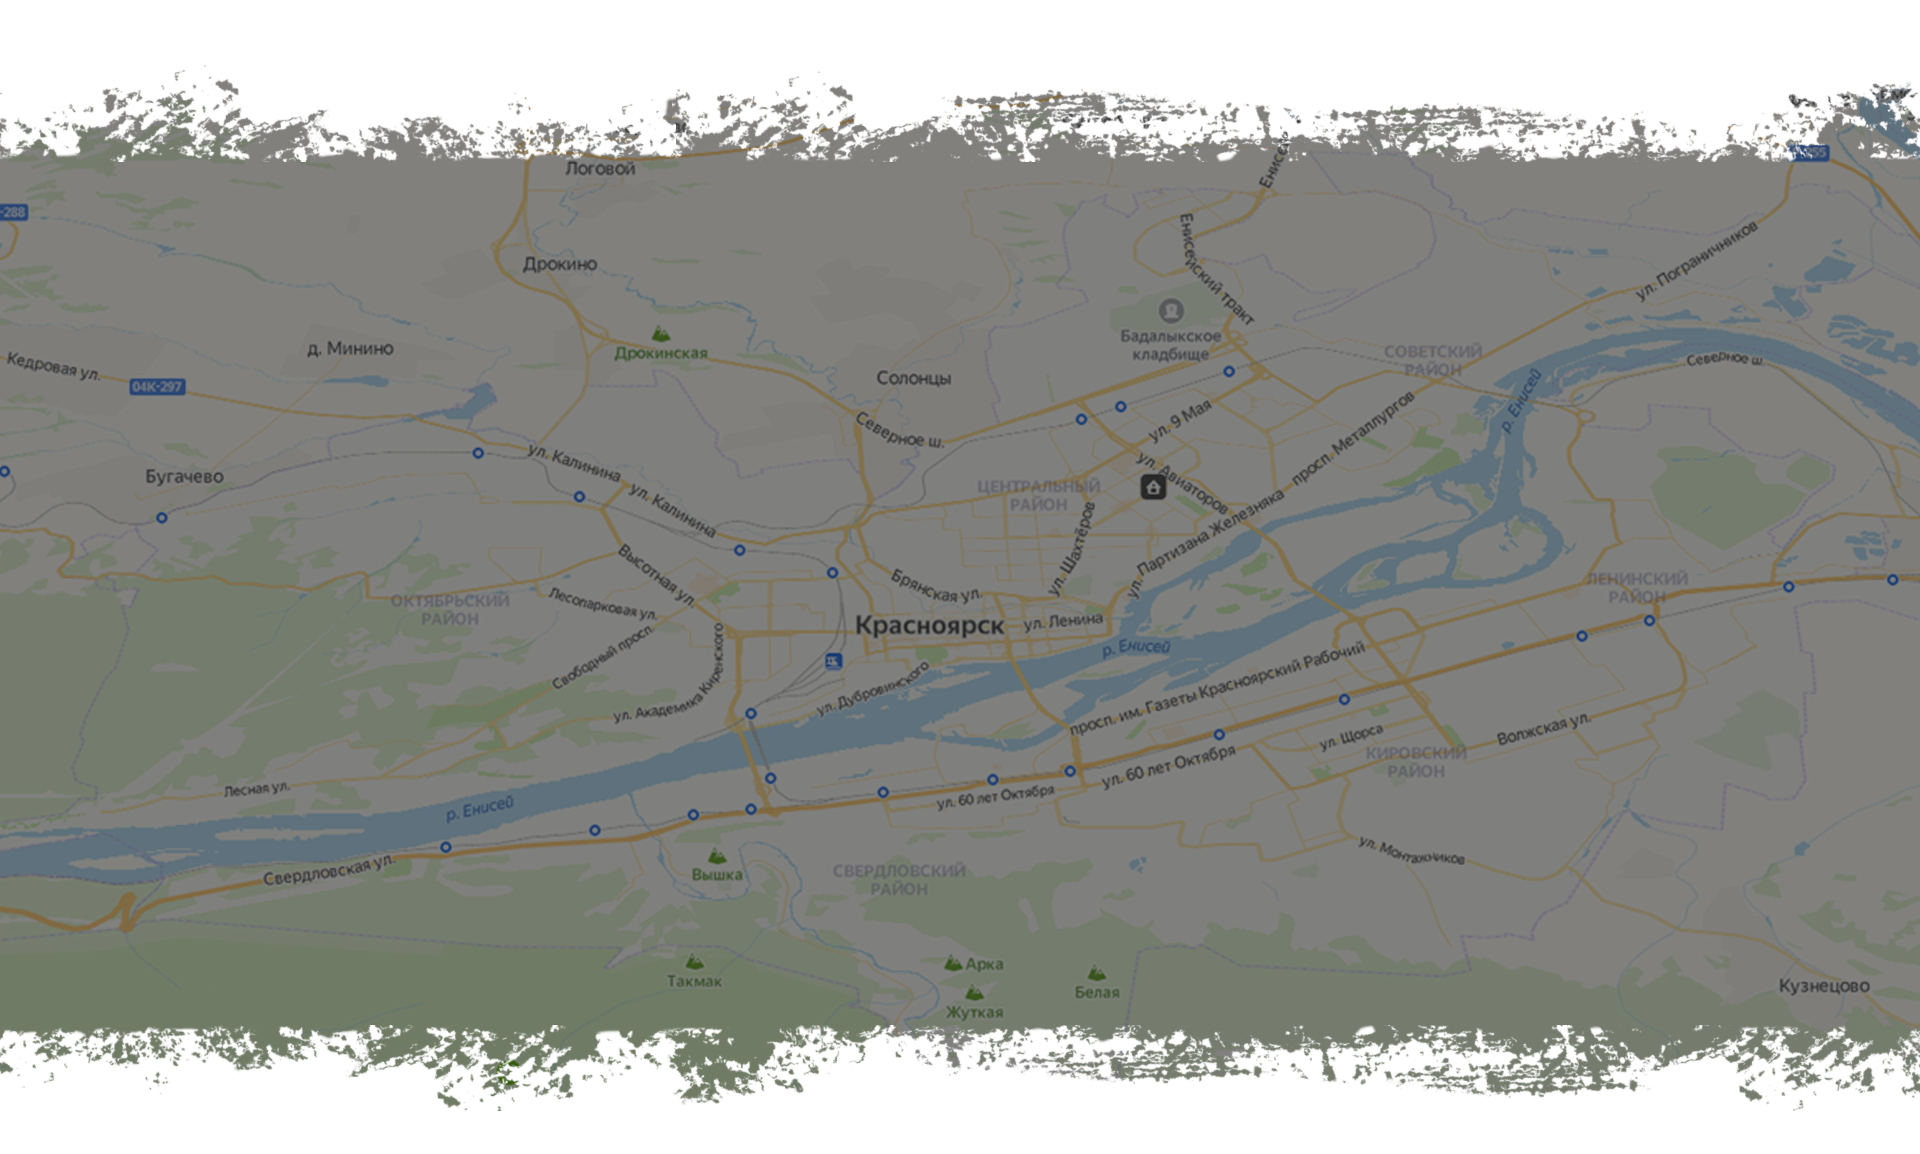 Логовой
Енисе
-288
Енисейский тракт
ул. Пограничников
Дрокино
Бадалыкское
кладбище
д. Минино
Дрокинская
СОВЕТСКИЙ
РАЙОН
Северное ш.
Кедровая ул.
04К-297
Солонцы
р. Енисей
Северное ш.
ул. 9 Мая
просп. Металлургов
Бугачево
ул. Калинина
ул. Калинина
ул. Авиаторов
ЦЕНТРАЛЬНЫЙ
РАЙОН
ул. Шахтёров
ул. Партизана Железняка
Высотная ул.
Брянская ул.
ЛЕНИНСКИЙ
РАЙОН
ОКТЯБРЬСКИЙ
РАЙОН
Лесопарковая ул.
Красноярск
ул. Ленина
Свободный просп.
р. Енисей
ул. Академика Киренского
ул. Дубровинского
просп. им. Газеты Красноярский Рабочий
ул. Щорса
Волжская ул.
КИРОВСКИЙ
РАЙОН
ул. 60 лет Октября
Лесная ул.
р. Енисей
ул. 60 лет Октября
ул. Монтажников
Свердловская ул.
Вышка
СВЕРДЛОВСКИЙ
РАЙОН
Такмак
Арка
Белая
Жуткая
Кузнецово